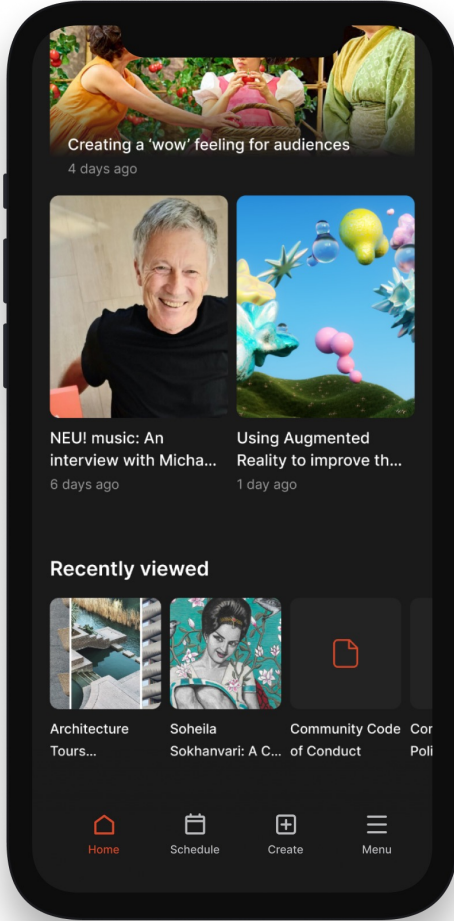 Creating a ‘wow’ feeling for audiences
4 days ago
NEU! music: An
interview with Micha...
6 days ago
Using Augmented
Reality to improve th...
1 day ago
Recently viewed
Architecture
Tours...
Soheila
Sokhanvari: A C...
Community Code
of Conduct
Cor
Poli
Home
Schedule
Create
Menu